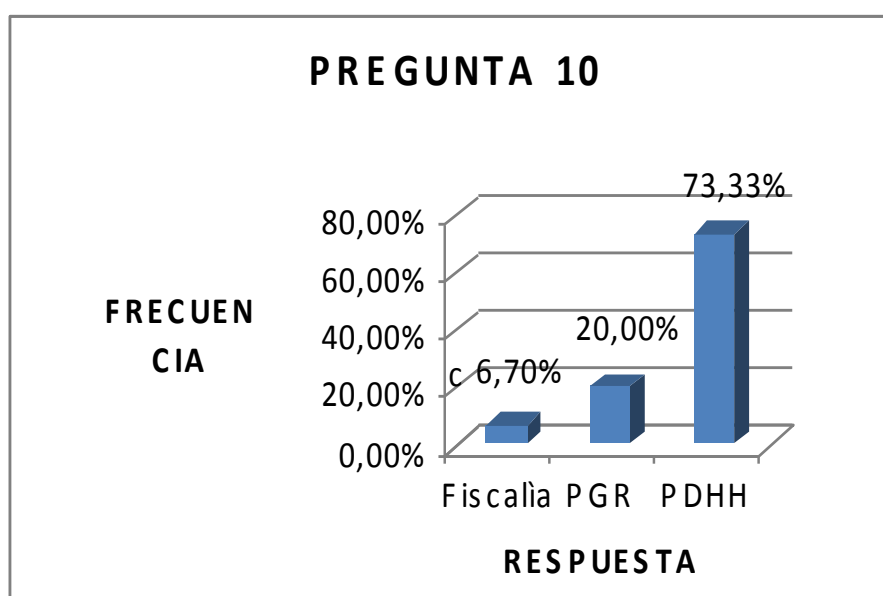 PREGUNTA 10
73,33%
80,00%
60,00%
40,00%
20,00%
0,00%
20,00%
c 6,70%
FRECUEN
CIA
Fiscalìa PGR PDHH
RESPUESTA